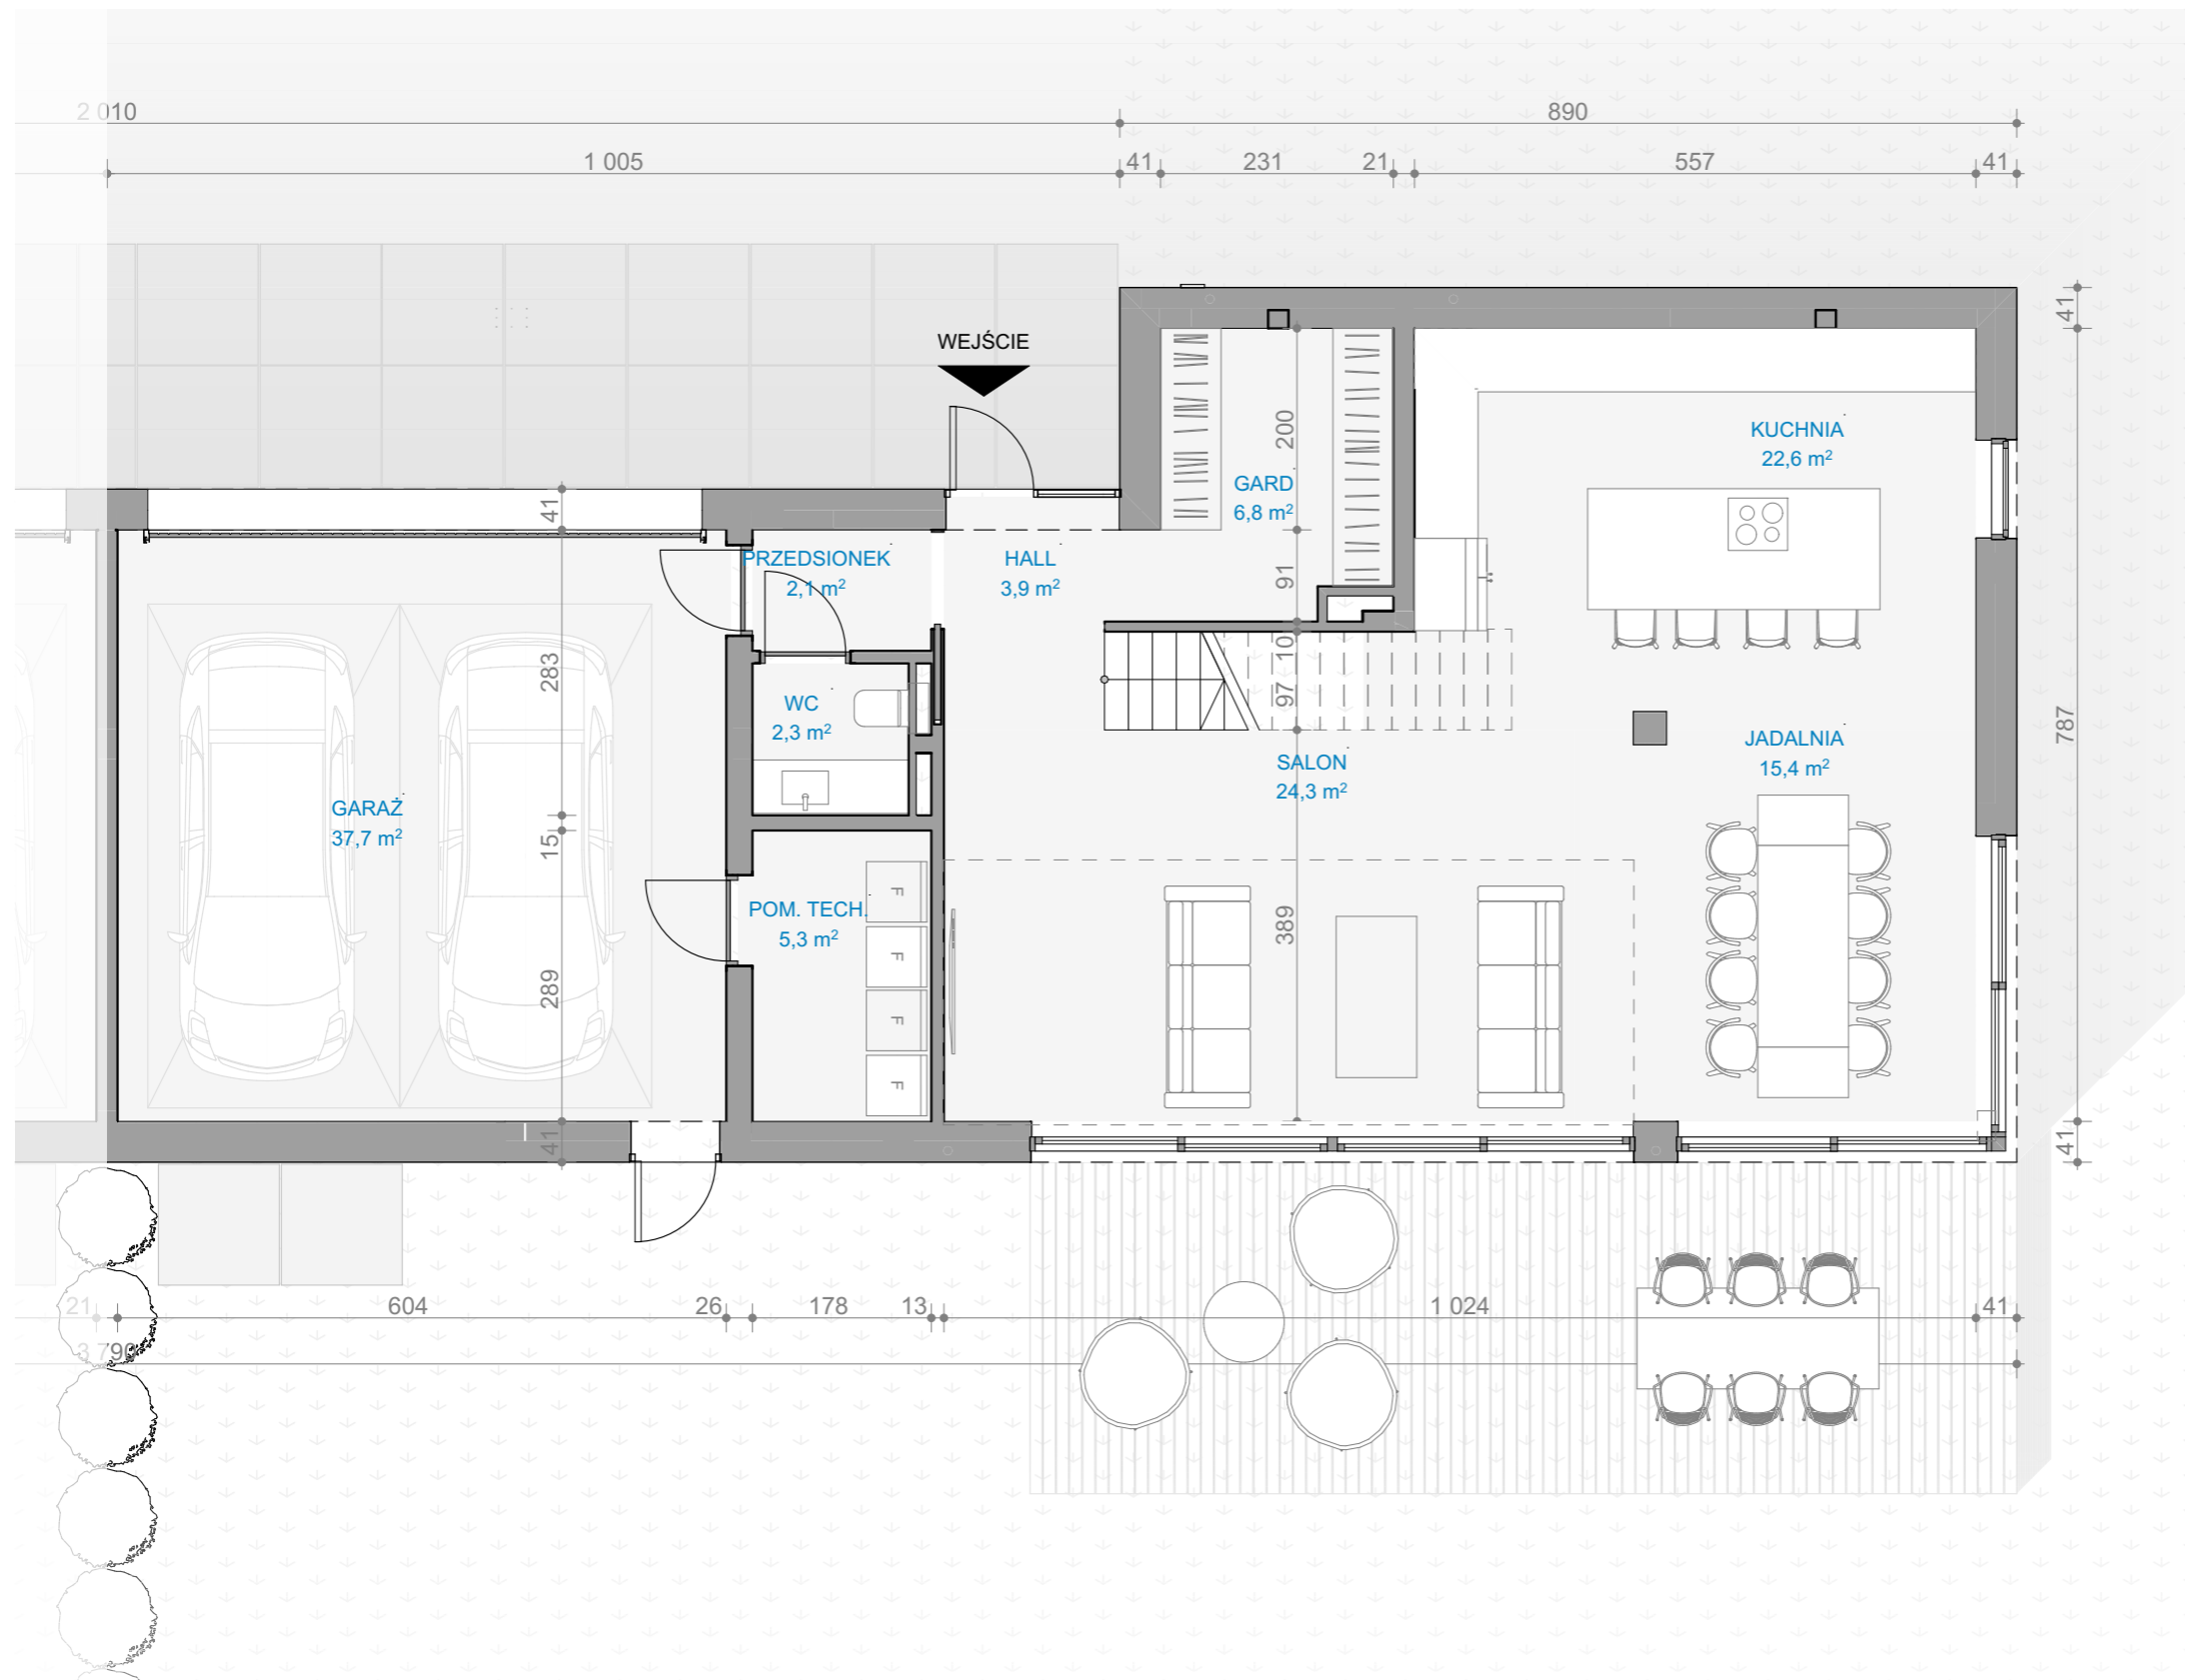 2 010
890
1 005
41
231
21
557
41
41
WEJŚCIE
200
KUCHNIA
22,6 m²
GARD
6,8 m²
41
PRZEDSIONEK
2,1 m²
HALL
3,9 m²
91
10
283
97
WC
2,3 m²
787
JADALNIA
15,4 m²
SALON
24,3 m²
GARAŻ
37,7 m²
15
POM. TECH.
5,3 m²
F
F
F
F
389
289
41
41
21
604
26
178
13
1 024
41
3 790